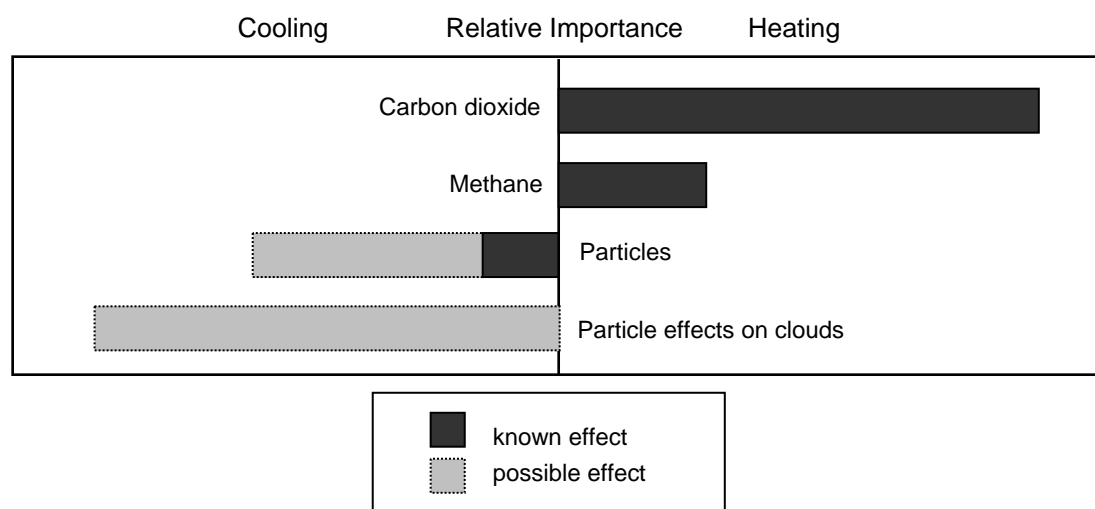 Cooling Relative Importance Heating
Carbon dioxide
Methane
Particles
Particle effects on clouds
known effect
possible effect